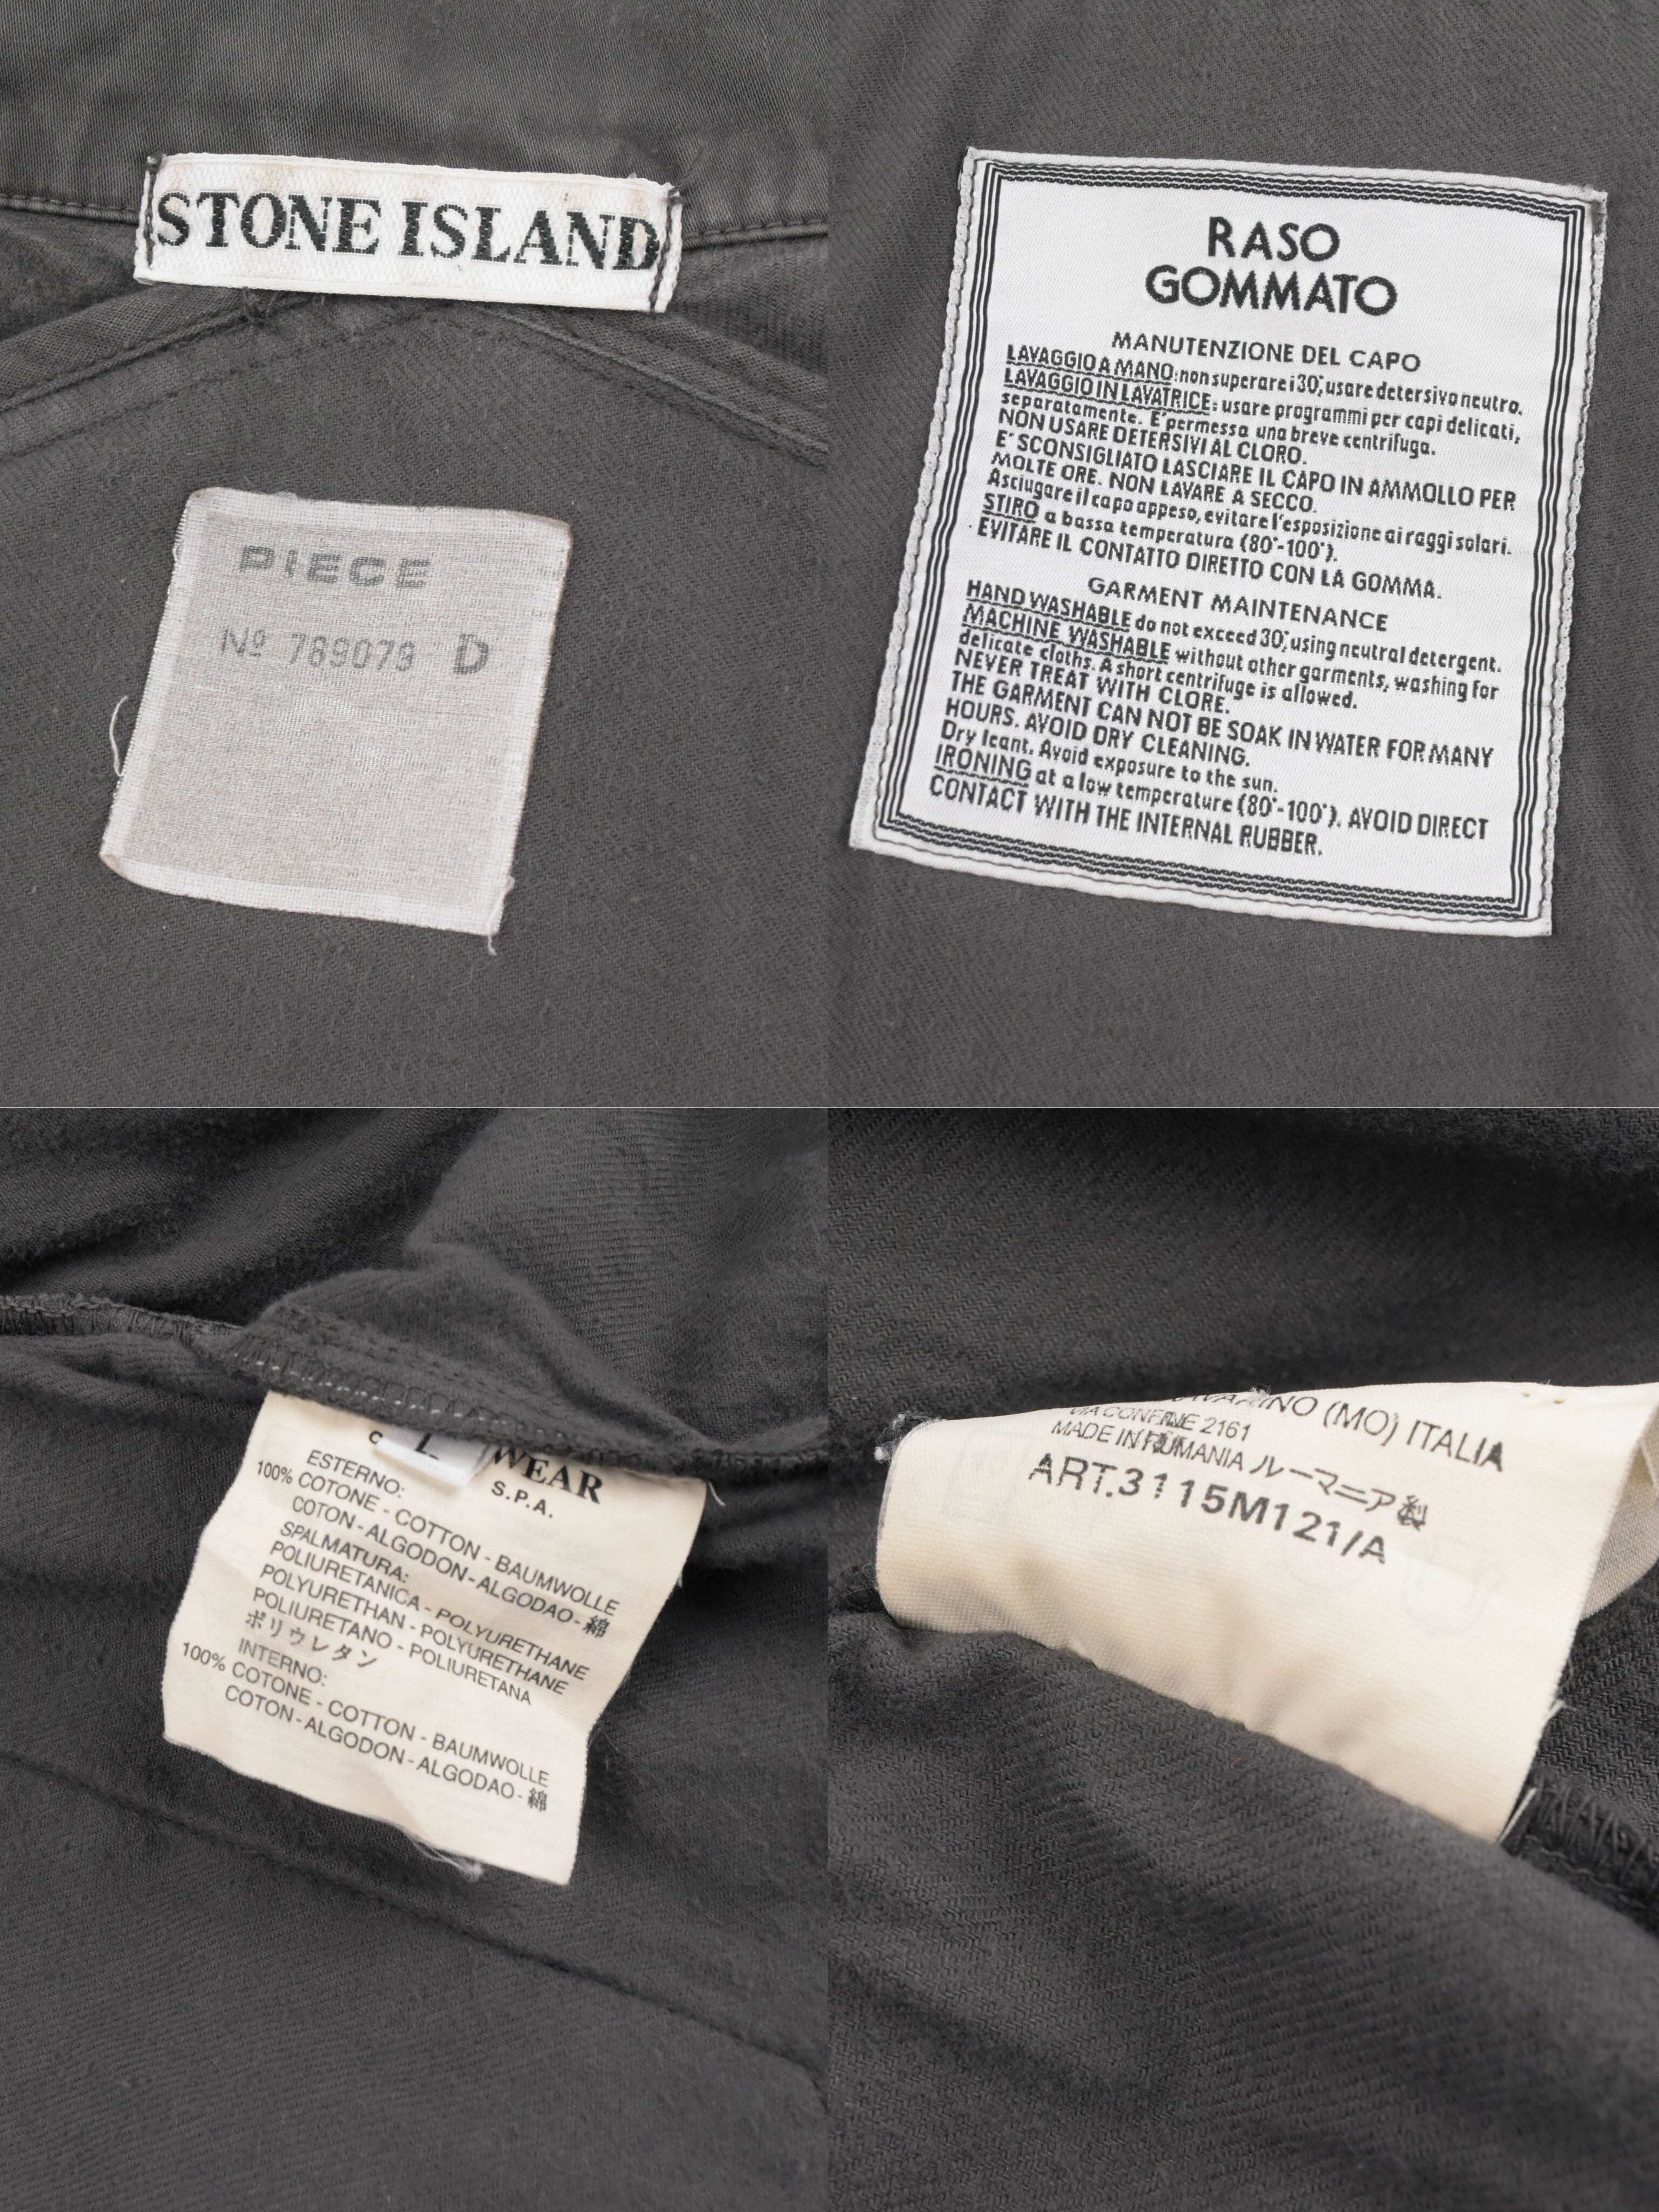 STONE ISLAND
PIECE
Nº 789079 D
RASO
GOMMATO
MANUTENZIONE DEL CAPO
LAVAGGIO A MANO: non superare i 30°, usare detersivo neutro.
LAVAGGIO IN LAVATRICE: usare programmi per capi delicati,
separatamente. E' permessa una breve centrifuga.
NON USARE DETERSIVI AL CLORO.
E' SCONSIGLIATO LASCIARE IL CAPO IN AMMOLLO PER
MOLTE ORE. NON LAVARE A SECCO.
Asciugare il capo appeso, evitare l'esposizione ai raggi solari.
STIRO a bassa temperatura (80°-100°).
EVITARE IL CONTATTO DIRETTO CON LA GOMMA.
GARMENT MAINTENANCE
HAND WASHABLE do not exceed 30°, using neutral detergent.
MACHINE WASHABLE without other garments, washing for
delicate cloths. A short centrifuge is allowed.
NEVER TREAT WITH CLORE.
THE GARMENT CAN NOT BE SOAK IN WATER FOR MANY
HOURS. AVOID DRY CLEANING.
Dry leant. Avoid exposure to the sun.
IRONING at a low temperature (80°-100°). AVOID DIRECT
CONTACT WITH THE INTERNAL RUBBER.
L WEAR
S.P.A.
ESTERNO:
100% COTONE - COTTON - BAUMWOLLE
COTON - ALGODON - ALGODAO - 綿
SPALMATURA:
POLIURETANICA - POLYURETHANE
POLYURETHAN - POLYURETHANE
POLIURETANO - POLIURETANA
ポリウレタン
INTERNO:
100% COTONE - COTTON - BAUMWOLLE
COTON - ALGODON - ALGODAO - 綿
(MO) ITALIA
VIA CONFINE 2161
MADE IN RUMANIA ルーマニア製
ART.3115M121/A